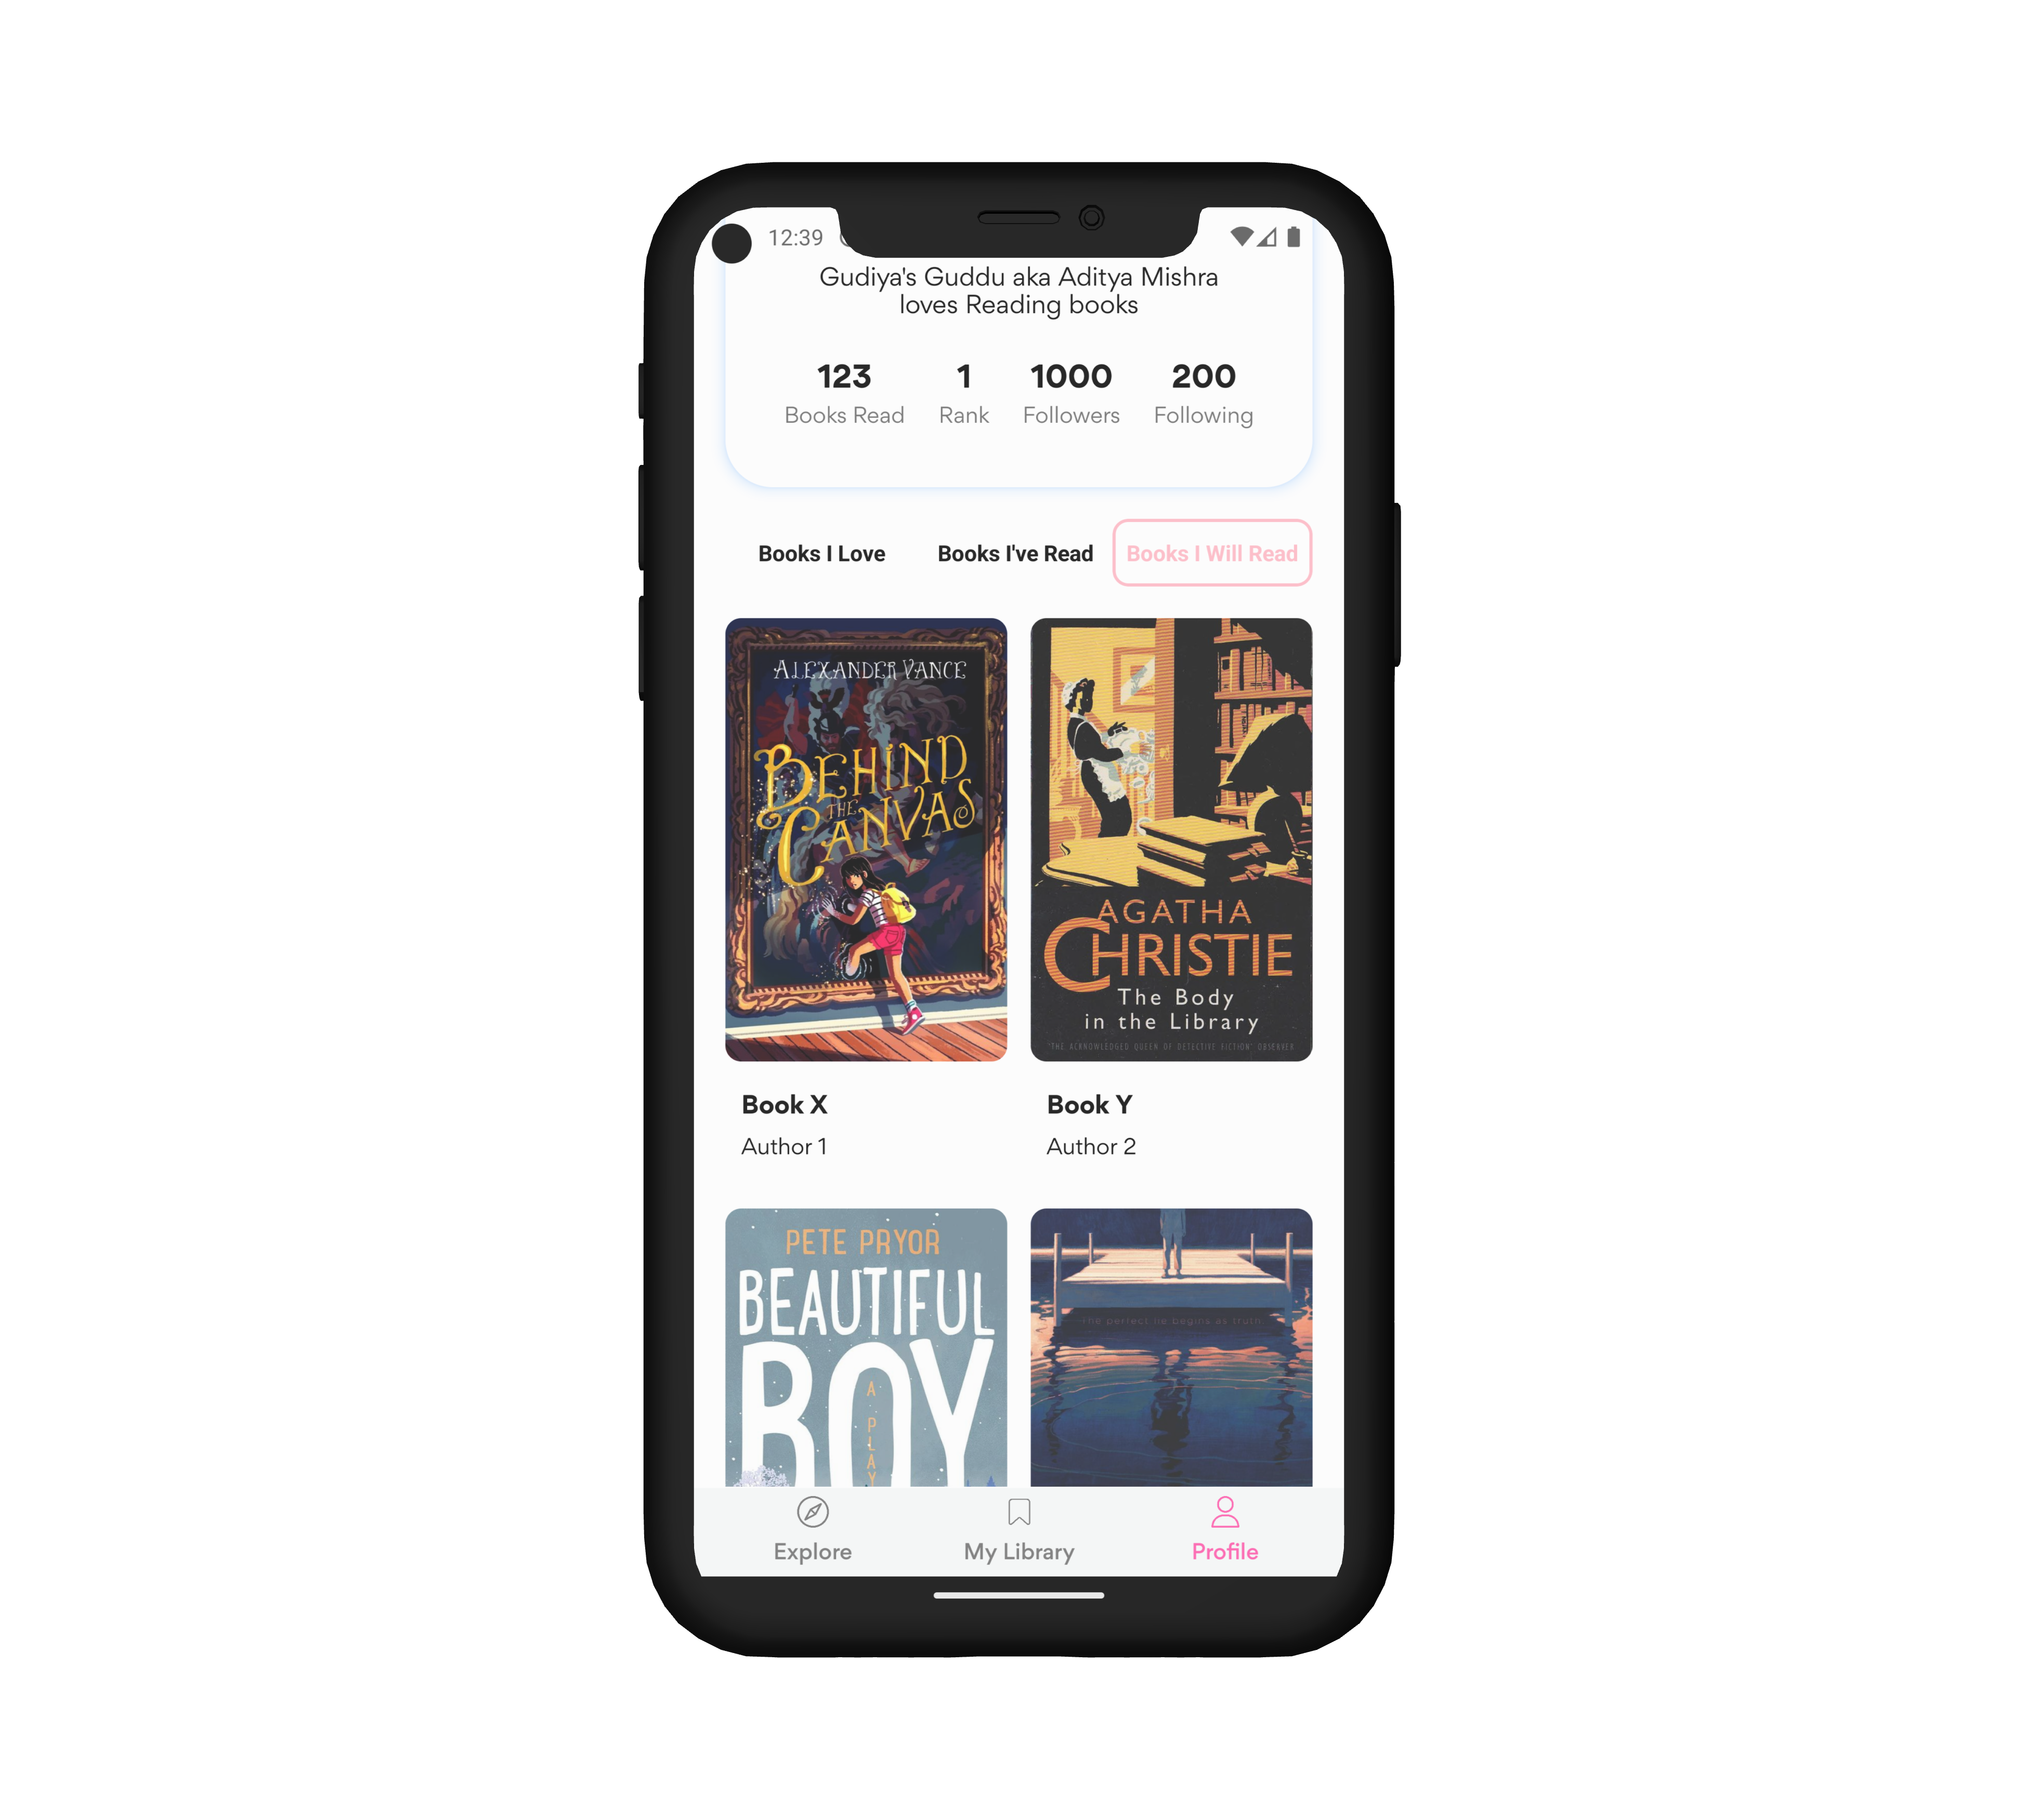 12:39
Gudiya's Guddu aka Aditya Mishra
loves Reading books
123 1 1000 200
Books Read Rank Followers Following
Books I Love Books I've Read Books I Will Read
ALEXANDER VANCE
BEHIND
THE
CANVAS
AGATHA
CHRISTIE
The Body
in the Library
'THE ACKNOWLEDGED QUEEN OF DETECTIVE FICTION' OBSERVER
Book X
Author 1
Book Y
Author 2
PETE PRYOR
BEAUTIFUL
BOY
A PLAY
The perfect lie begins as truth.
Explore My Library Profile